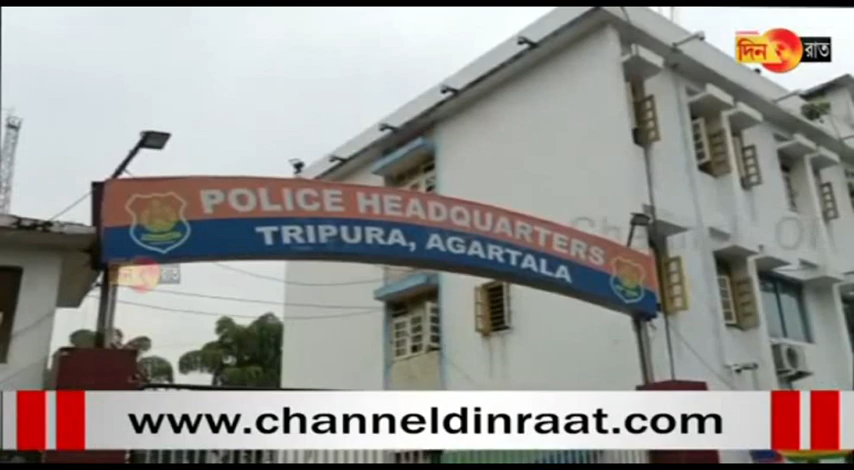 দিন রাত
POLICE HEADQUARTERS
TRIPURA, AGARTALA
দিন রাত
www.channeldinraat.com